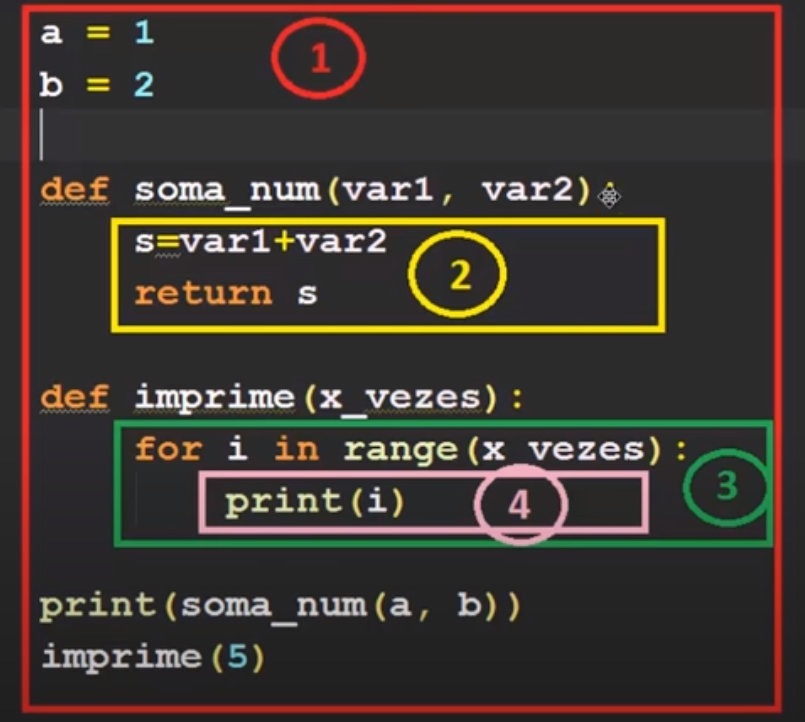 a = 1
b = 2
1
def soma_num(var1, var2):
s=var1+var2
return s
2
def imprime(x_vezes):
for i in range(x_vezes):
print(i)
3
4
print(soma_num(a, b))
imprime(5)